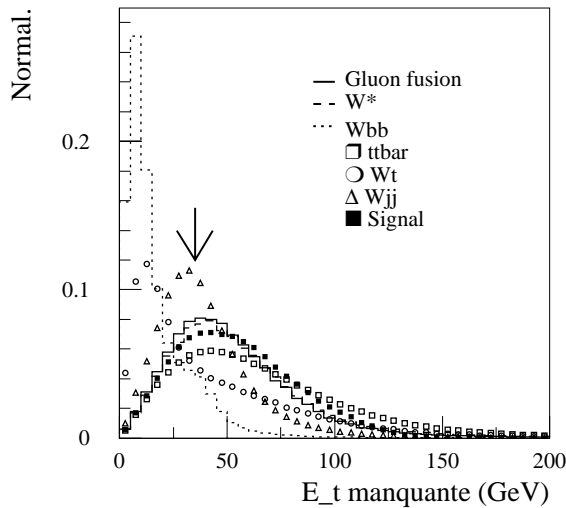 Normal.
0.2
0.1
0
Gluon fusion
W*
Wbb
ttbar
Wt
Wjj
Signal
0 50 100 150 200
E_t manquante (GeV)